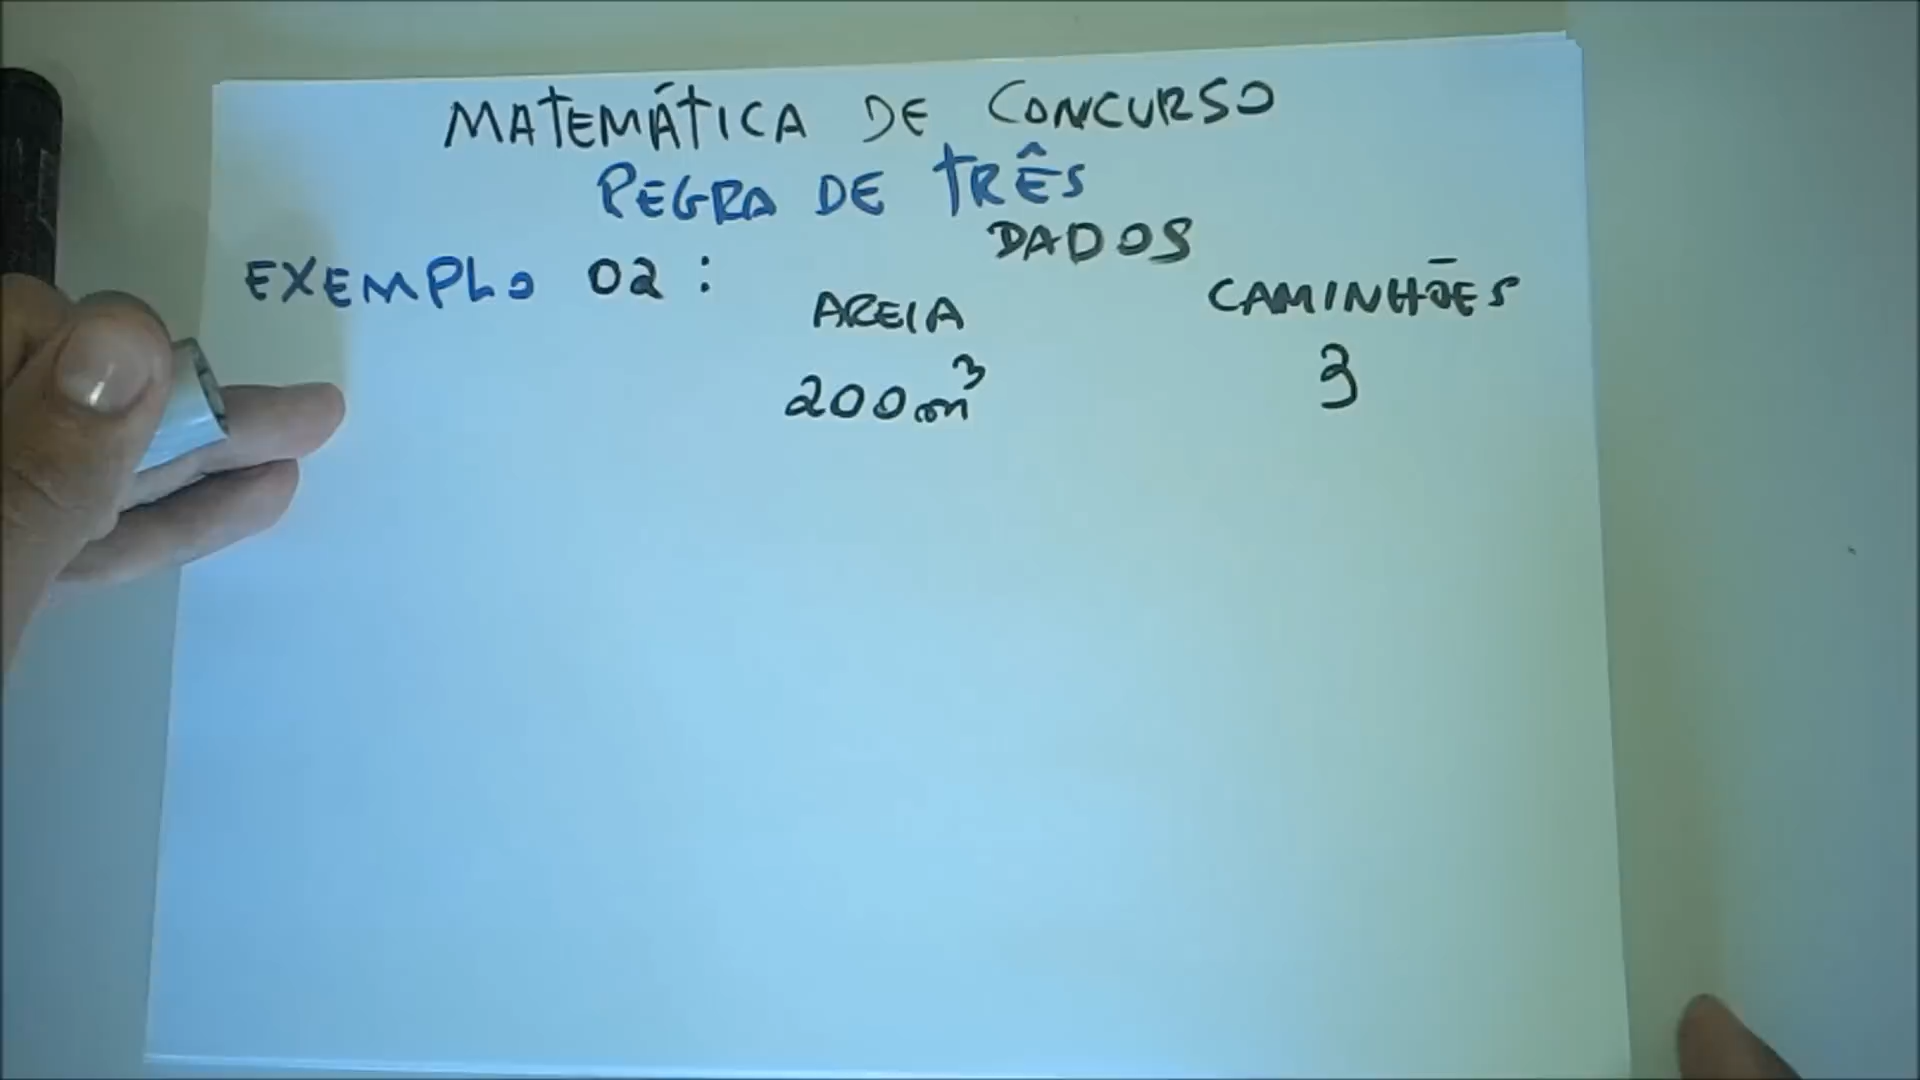 MATEMÁTICA DE CONCURSO
REGRA DE TRÊS
DADOS
EXEMPLO 02:
AREIA CAMINHÕES
200m³ 3